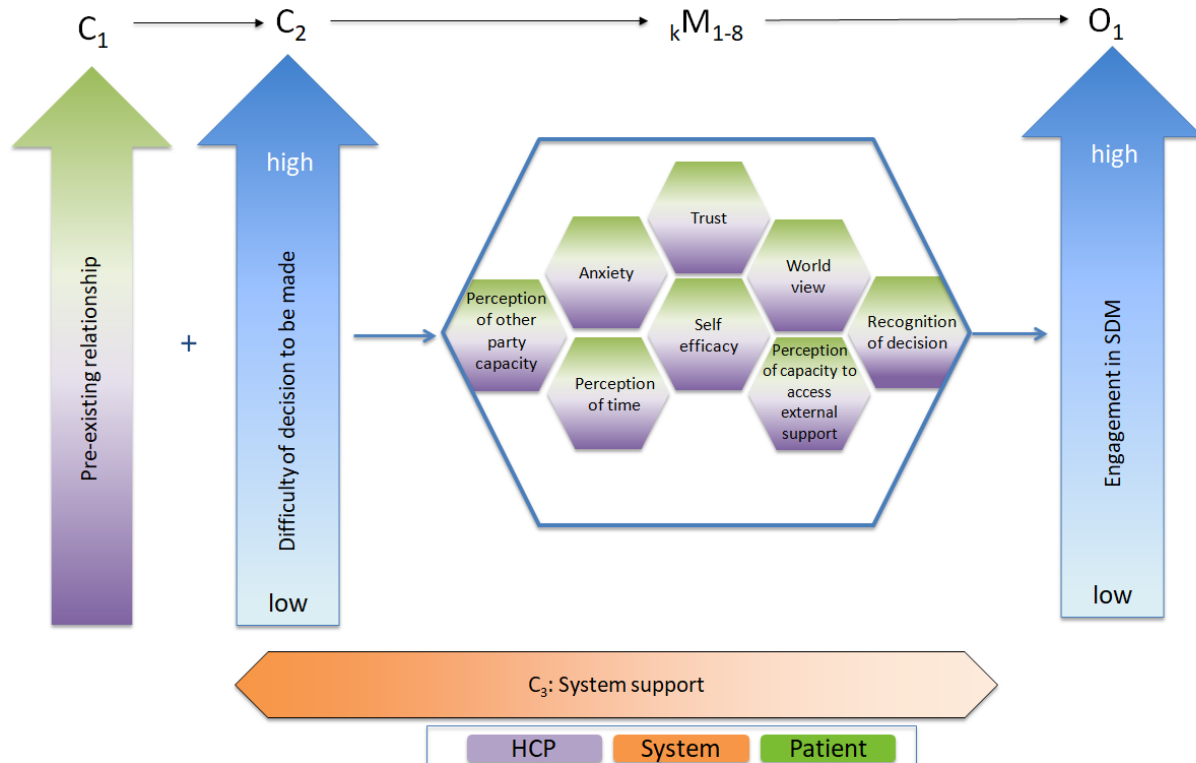 C1
C2
kM1-8
O1
Pre-existing relationship
+
high
Difficulty of decision to be made
low
Trust
Anxiety
World
view
Perception
of other
party
capacity
Self
efficacy
Recognition
of decision
Perception
of time
Perception
of capacity to
access
external
support
high
Engagement in SDM
low
C3: System support
HCP
System
Patient